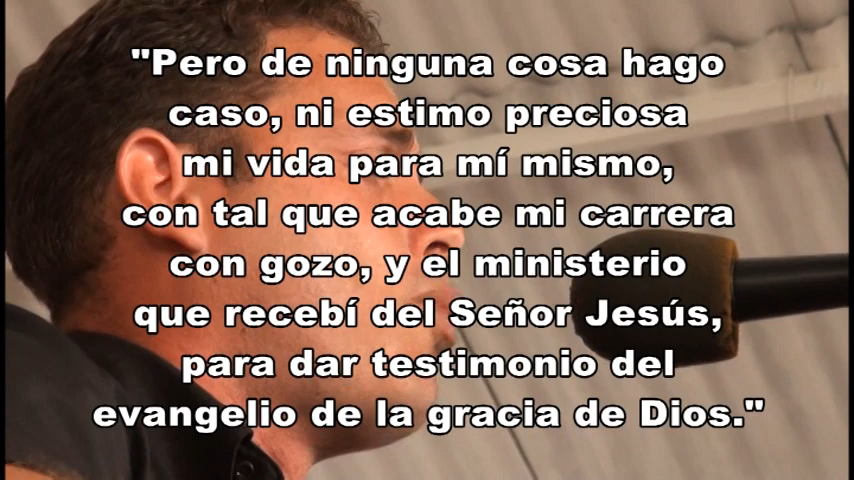 "Pero de ninguna cosa hago
caso, ni estimo preciosa
mi vida para mí mismo,
con tal que acabe mi carrera
con gozo, y el ministerio
que recebí del Señor Jesús,
para dar testimonio del
evangelio de la gracia de Dios."